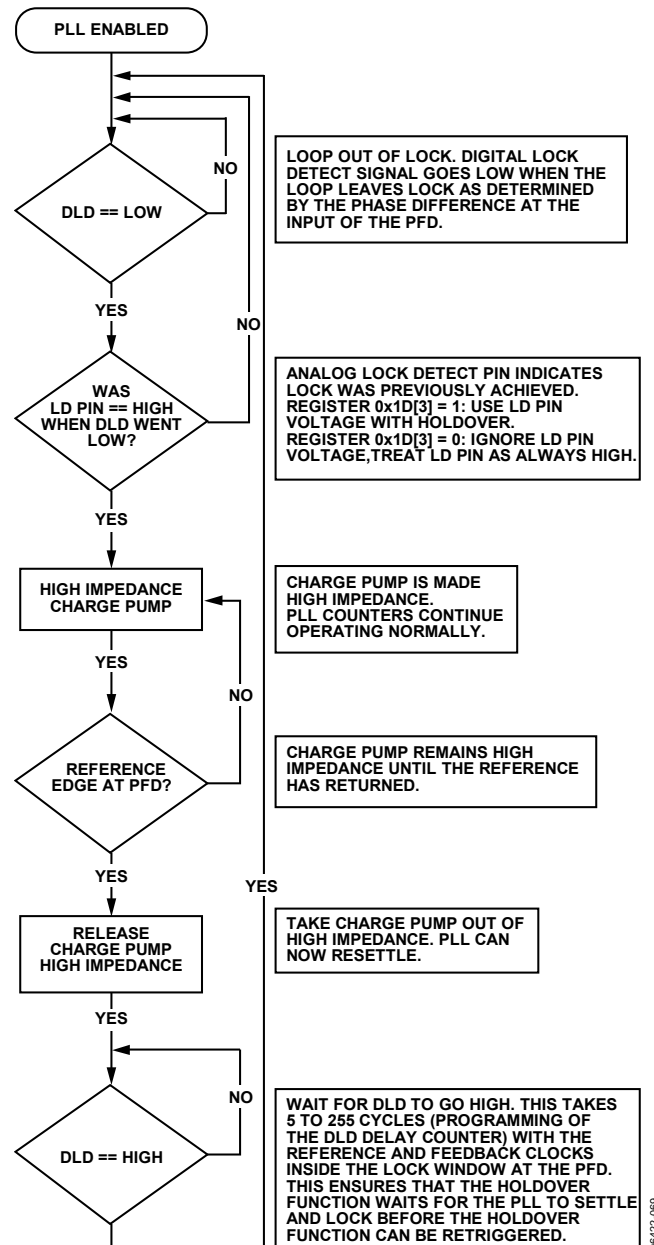 PLL ENABLED
NO
DLD == LOW
LOOP OUT OF LOCK. DIGITAL LOCK
DETECT SIGNAL GOES LOW WHEN THE
LOOP LEAVES LOCK AS DETERMINED
BY THE PHASE DIFFERENCE AT THE
INPUT OF THE PFD.
YES
NO
WAS
LD PIN == HIGH
WHEN DLD WENT
LOW?
ANALOG LOCK DETECT PIN INDICATES
LOCK WAS PREVIOUSLY ACHIEVED.
REGISTER 0x1D[3] = 1: USE LD PIN
VOLTAGE WITH HOLDOVER.
REGISTER 0x1D[3] = 0: IGNORE LD PIN
VOLTAGE,TREAT LD PIN AS ALWAYS HIGH.
YES
HIGH IMPEDANCE
CHARGE PUMP
CHARGE PUMP IS MADE
HIGH IMPEDANCE.
PLL COUNTERS CONTINUE
OPERATING NORMALLY.
YES
NO
REFERENCE
EDGE AT PFD?
CHARGE PUMP REMAINS HIGH
IMPEDANCE UNTIL THE REFERENCE
HAS RETURNED.
YES
YES
RELEASE
CHARGE PUMP
HIGH IMPEDANCE
TAKE CHARGE PUMP OUT OF
HIGH IMPEDANCE. PLL CAN
NOW RESETTLE.
YES
NO
DLD == HIGH
WAIT FOR DLD TO GO HIGH. THIS TAKES
5 TO 255 CYCLES (PROGRAMMING OF
THE DLD DELAY COUNTER) WITH THE
REFERENCE AND FEEDBACK CLOCKS
INSIDE THE LOCK WINDOW AT THE PFD.
THIS ENSURES THAT THE HOLDOVER
FUNCTION WAITS FOR THE PLL TO SETTLE
AND LOCK BEFORE THE HOLDOVER
FUNCTION CAN BE RETRIGGERED.